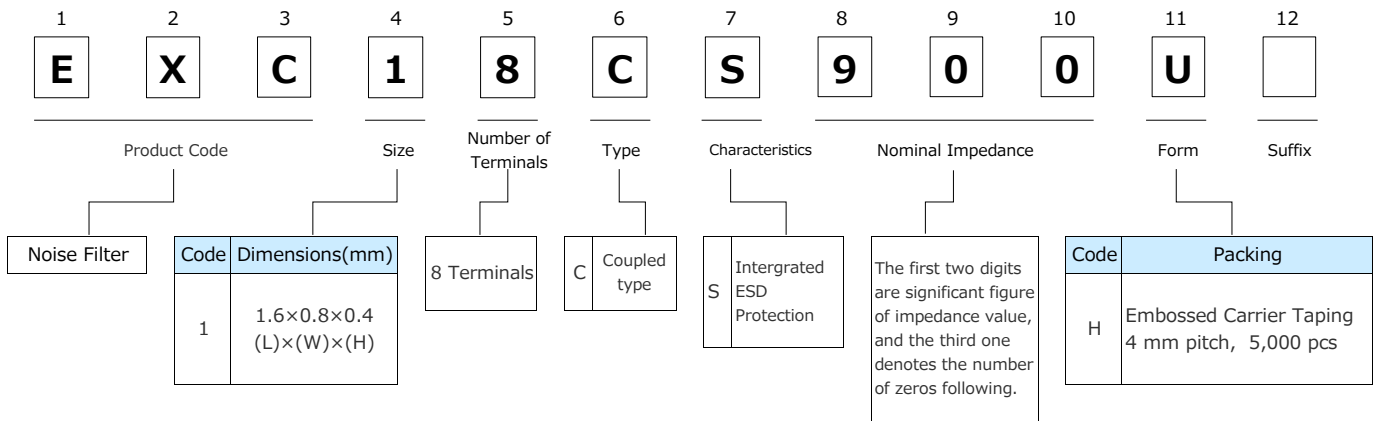 1 2 3 4 5 6 7 8 9 10 11 12
E X C 1 8 C S 9 0 0 U
Product Code
Size
Number of
Terminals
Type
Characteristics
Nominal Impedance
Form
Suffix
Noise Filter
Code Dimensions(mm)
1 1.6×0.8×0.4
(L)×(W)×(H)
8 Terminals
C Coupled
type
S Intergrated
ESD
Protection
The first two digits
are significant figure
of impedance value,
and the third one
denotes the number
of zeros following.
Code Packing
H Embossed Carrier Taping
4 mm pitch, 5,000 pcs